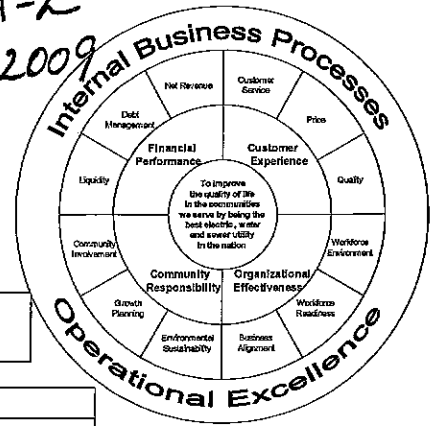 2009
Internal Business Processes
Net Revenue
Customer
Service
Debt
Management
Price
Financial
Performance
Customer
Experience
Liquidity
Quality
To improve
the quality of life
in the communities
we serve by being the
best electric, water
and sewer utility
in the nation
Community
Involvement
Workforce
Environment
Community
Responsibility
Organizational
Effectiveness
Growth
Planning
Workforce
Readiness
Environmental
Sustainability
Business
Alignment
Operational Excellence